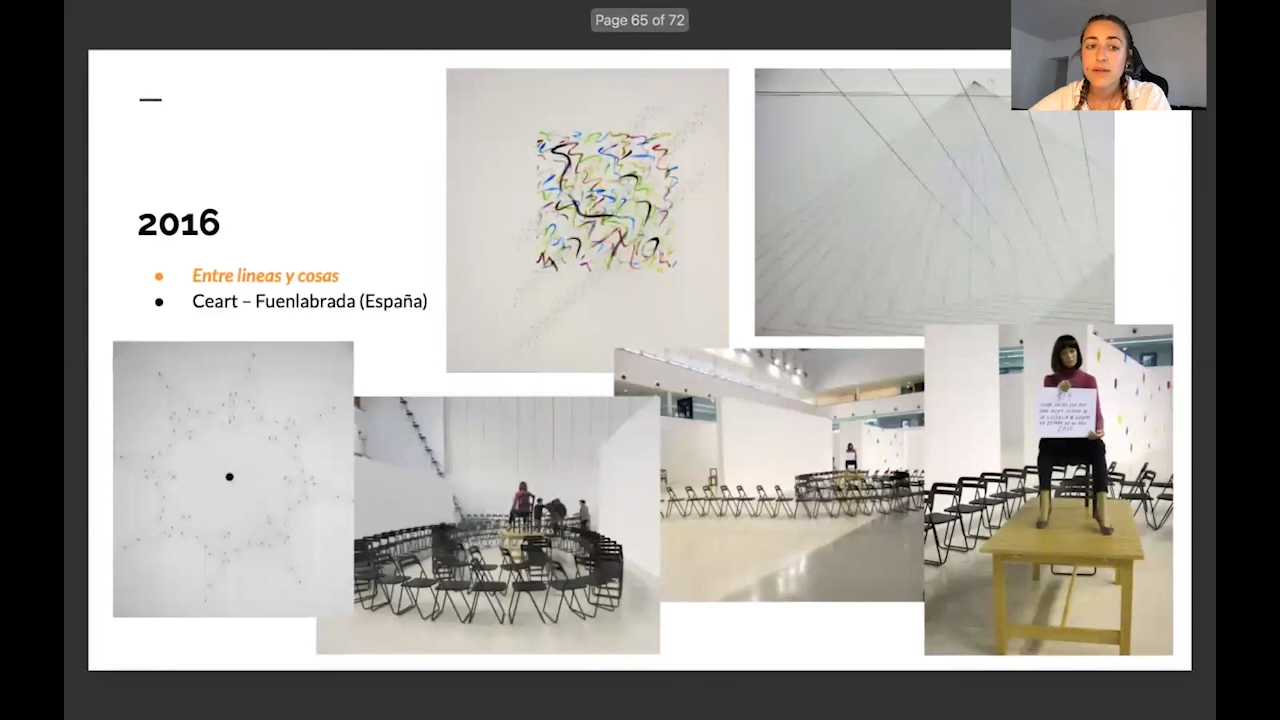 Page 65 of 72
2016
Entre lineas y cosas
Ceart – Fuenlabrada (España)